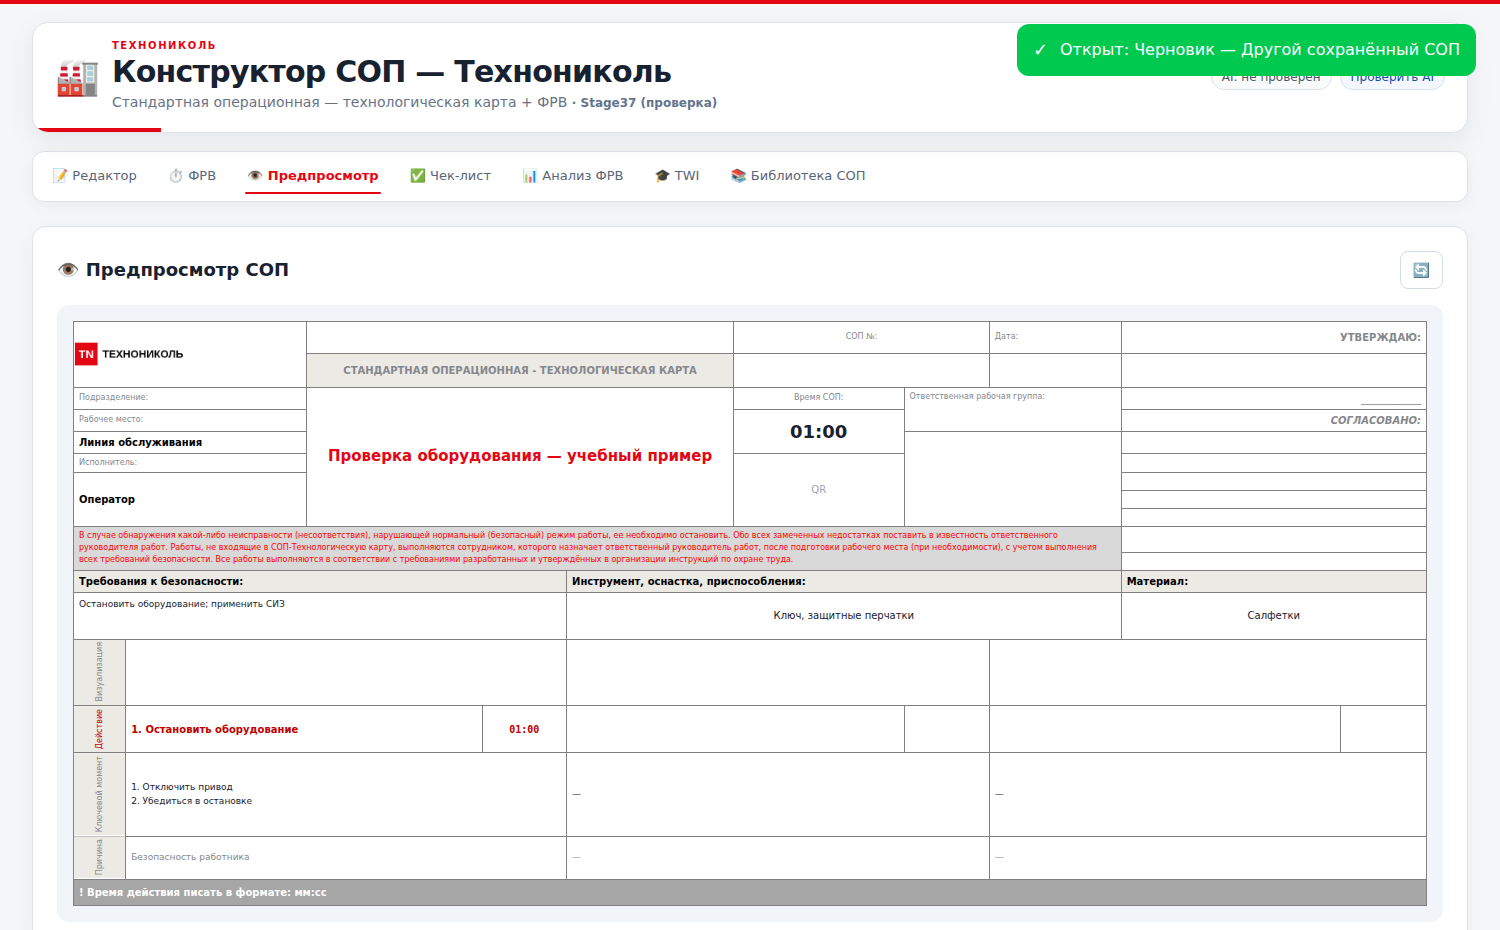 ТЕХНОНИКОЛЬ
Конструктор СОП — Технониколь
Стандартная операционная — технологическая карта + ФРВ · Stage37 (проверка)
✓ Открыт: Черновик — Другой сохранённый СОП
AI: не проверен
Проверить AI
📝 Редактор
⏱️ ФРВ
👁️ Предпросмотр
✅ Чек-лист
📊 Анализ ФРВ
🎓 TWI
📚 Библиотека СОП
👁️ Предпросмотр СОП
TN ТЕХНОНИКОЛЬ
СОП №:
Дата:
УТВЕРЖДАЮ:
СТАНДАРТНАЯ ОПЕРАЦИОННАЯ - ТЕХНОЛОГИЧЕСКАЯ КАРТА
Подразделение:
Рабочее место:
Линия обслуживания
Исполнитель:
Оператор
Проверка оборудования — учебный пример
Время СОП:
01:00
QR
Ответственная рабочая группа:
____________
СОГЛАСОВАНО:
В случае обнаружения какой-либо неисправности (несоответствия), нарушающей нормальный (безопасный) режим работы, ее необходимо остановить. Обо всех замеченных недостатках поставить в известность ответственного
руководителя работ. Работы, не входящие в СОП-Технологическую карту, выполняются сотрудником, которого назначает ответственный руководитель работ, после подготовки рабочего места (при необходимости), с учетом выполнения
всех требований безопасности. Все работы выполняются в соответствии с требованиями разработанных и утверждённых в организации инструкций по охране труда.
Требования к безопасности:
Инструмент, оснастка, приспособления:
Материал:
Остановить оборудование; применить СИЗ
Ключ, защитные перчатки
Салфетки
Визуализация
Действие
1. Остановить оборудование
01:00
Ключевой момент
1. Отключить привод
2. Убедиться в остановке
—
—
Причина
Безопасность работника
—
—
! Время действия писать в формате: мм:сс